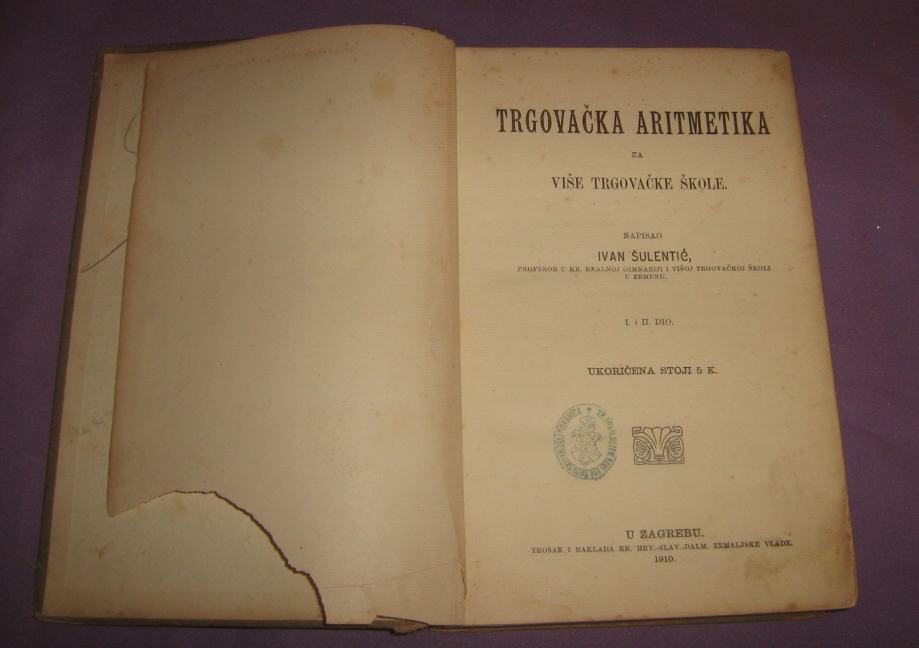 TRGOVAČKA ARITMETIKA
ZA
VIŠE TRGOVAČKE ŠKOLE.
NAPISAO
IVAN ŠULENTIĆ,
PROFESOR U KR. REALNOJ GIMNAZIJI I VIŠOJ TRGOVAČKOJ ŠKOLI
U ZEMUNU.
I. i II. DIO.
UKORIČENA STOJI 5 K.
U ZAGREBU.
TROŠAK I NAKLADA KR. HRV.-SLAV.-DALM. ZEMALJSKE VLADE.
1910.